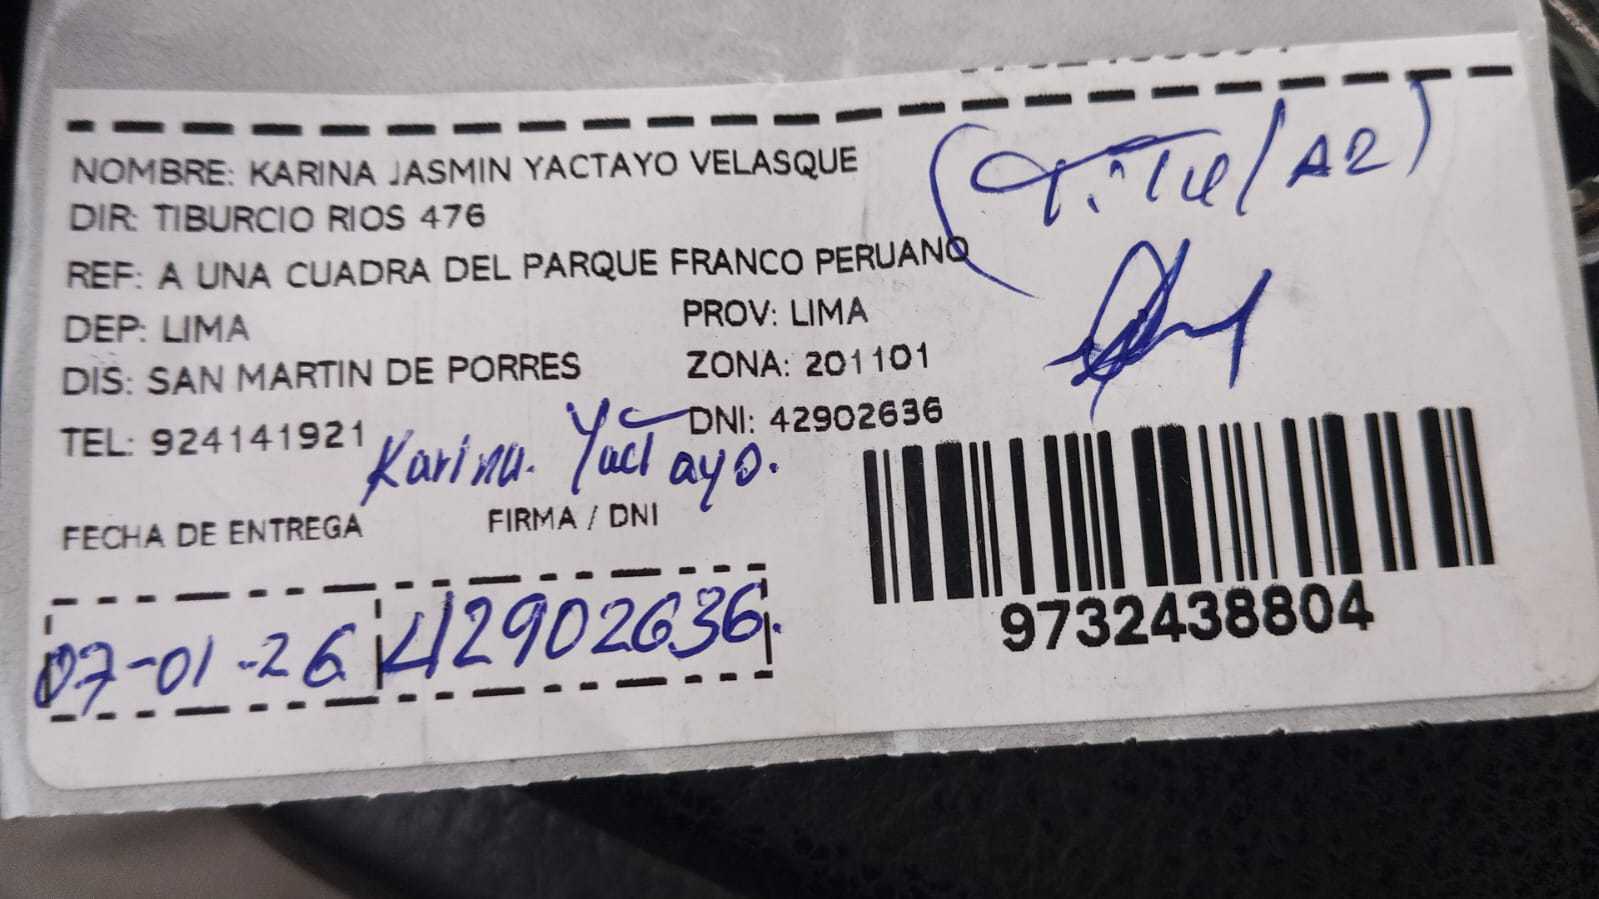 NOMBRE: KARINA JASMIN YACTAYO VELASQUE
DIR: TIBURCIO RIOS 476
REF: A UNA CUADRA DEL PARQUE FRANCO PERUANO
DEP: LIMA PROV: LIMA
DIS: SAN MARTIN DE PORRES ZONA: 201101
TEL: 924141921 DNI: 42902636
Karina. Yactayo.
FECHA DE ENTREGA FIRMA / DNI
07-01-26 42902636.
(Titu/A2)
9732438804